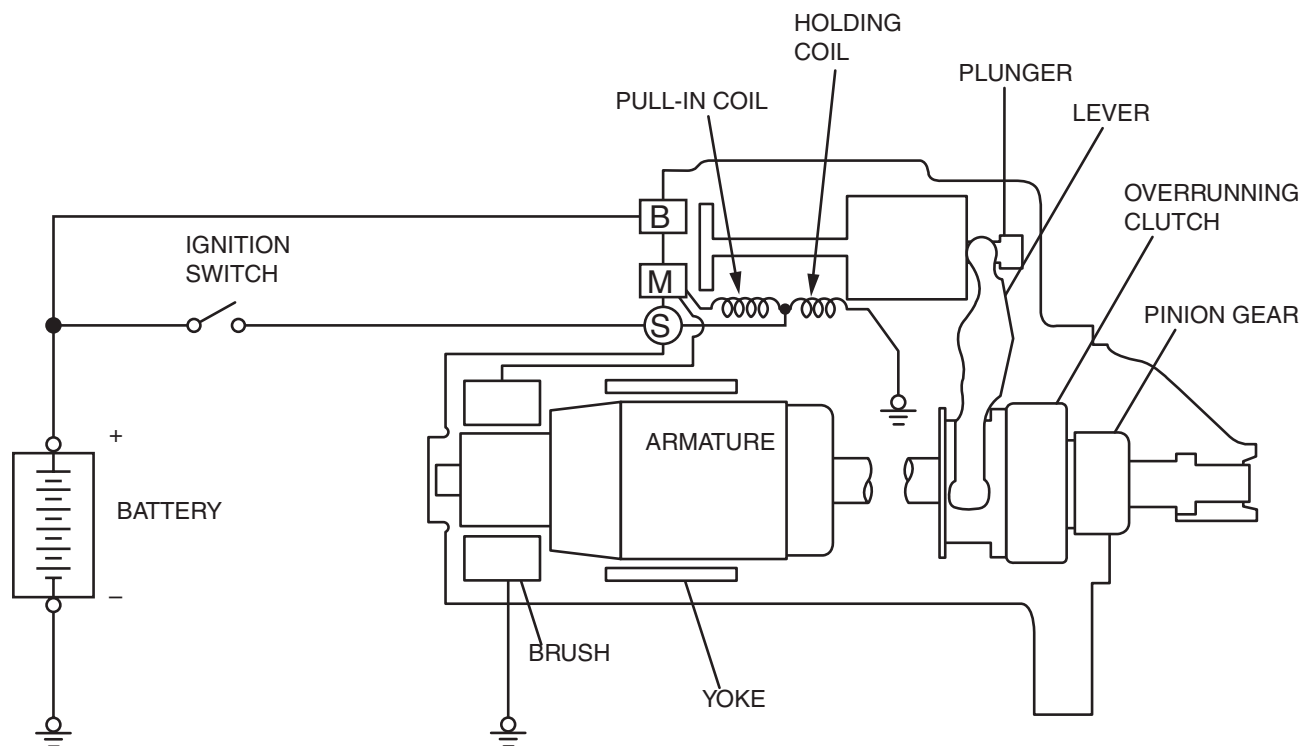 HOLDING
COIL
PLUNGER
PULL-IN COIL
LEVER
OVERRUNNING
CLUTCH
B
IGNITION
SWITCH
M
S
PINION GEAR
ARMATURE
+
BATTERY
–
BRUSH
YOKE